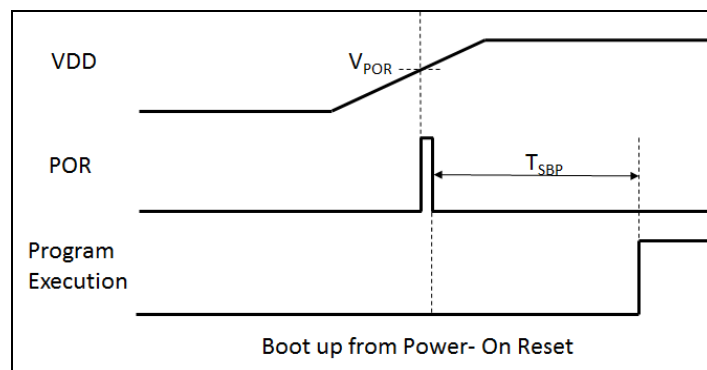 VDD
VPOR
POR
TSBP
Program
Execution
Boot up from Power- On Reset